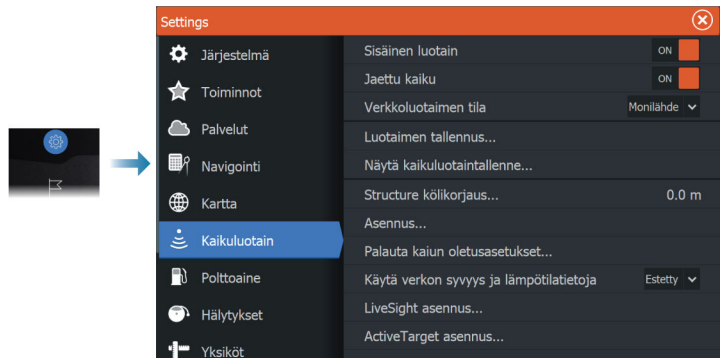 Settings
Järjestelmä
Toiminnot
Palvelut
Navigointi
Kartta
Kaikuluotain
Polttoaine
Hälytykset
Yksiköt
Sisäinen luotain ON
Jaettu kaiku ON
Verkkoluotaimen tila Monilähde
Luotaimen tallennus...
Näytä kaikuluotaintallenne...
Structure kölikorjaus... 0.0 m
Asennus...
Palauta kaiun oletusasetukset...
Käytä verkon syvyys ja lämpötilatietoja Estetty
LiveSight asennus...
ActiveTarget asennus...